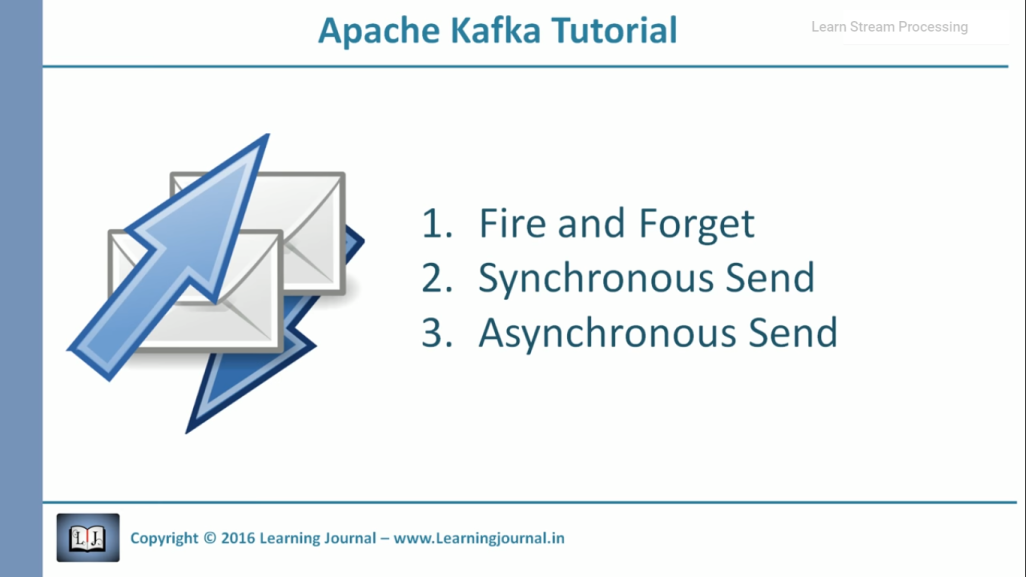 Apache Kafka Tutorial
Learn Stream Processing
1. Fire and Forget
2. Synchronous Send
3. Asynchronous Send
LJ
Copyright © 2016 Learning Journal – www.Learningjournal.in